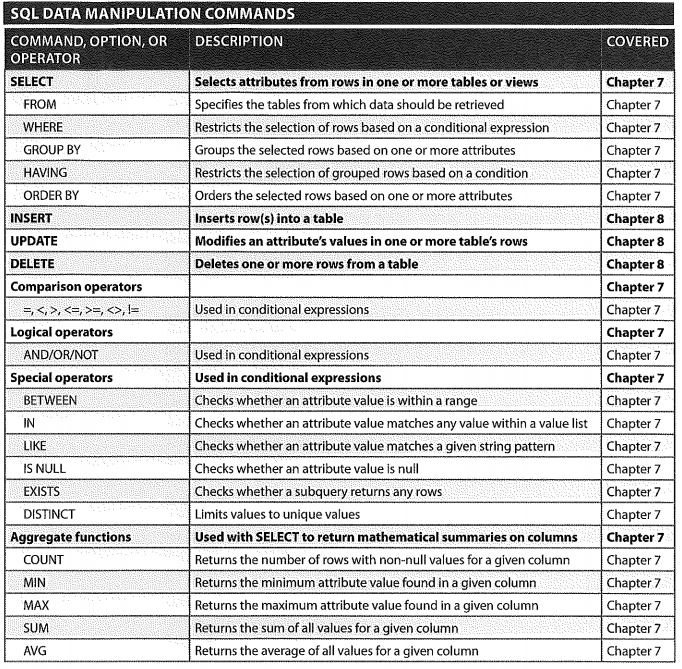 SQL DATA MANIPULATION COMMANDS
COMMAND, OPTION, OR OPERATOR DESCRIPTION COVERED
SELECT Selects attributes from rows in one or more tables or views Chapter 7
FROM Specifies the tables from which data should be retrieved Chapter 7
WHERE Restricts the selection of rows based on a conditional expression Chapter 7
GROUP BY Groups the selected rows based on one or more attributes Chapter 7
HAVING Restricts the selection of grouped rows based on a condition Chapter 7
ORDER BY Orders the selected rows based on one or more attributes Chapter 7
INSERT Inserts row(s) into a table Chapter 8
UPDATE Modifies an attribute's values in one or more table's rows Chapter 8
DELETE Deletes one or more rows from a table Chapter 8
Comparison operators Chapter 7
=, <, >, <=, >=, <>, != Used in conditional expressions Chapter 7
Logical operators Chapter 7
AND/OR/NOT Used in conditional expressions Chapter 7
Special operators Used in conditional expressions Chapter 7
BETWEEN Checks whether an attribute value is within a range Chapter 7
IN Checks whether an attribute value matches any value within a value list Chapter 7
LIKE Checks whether an attribute value matches a given string pattern Chapter 7
IS NULL Checks whether an attribute value is null Chapter 7
EXISTS Checks whether a subquery returns any rows Chapter 7
DISTINCT Limits values to unique values Chapter 7
Aggregate functions Used with SELECT to return mathematical summaries on columns Chapter 7
COUNT Returns the number of rows with non-null values for a given column Chapter 7
MIN Returns the minimum attribute value found in a given column Chapter 7
MAX Returns the maximum attribute value found in a given column Chapter 7
SUM Returns the sum of all values for a given column Chapter 7
AVG Returns the average of all values for a given column Chapter 7